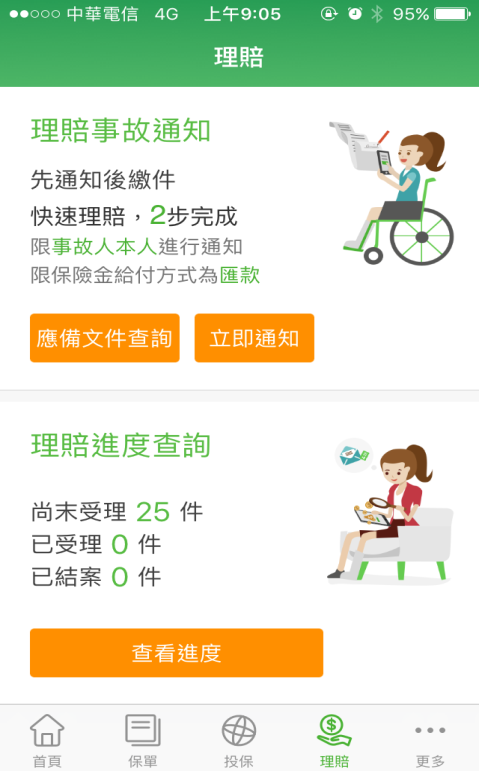 中華電信 4G 上午9:05 95%
理賠
理賠事故通知
先通知後繳件
快速理賠，2步完成
限事故人本人進行通知
限保險金給付方式為匯款
應備文件查詢 立即通知
理賠進度查詢
尚未受理 25 件
已受理 0 件
已結案 0 件
查看進度
首頁 保單 投保 理賠 更多